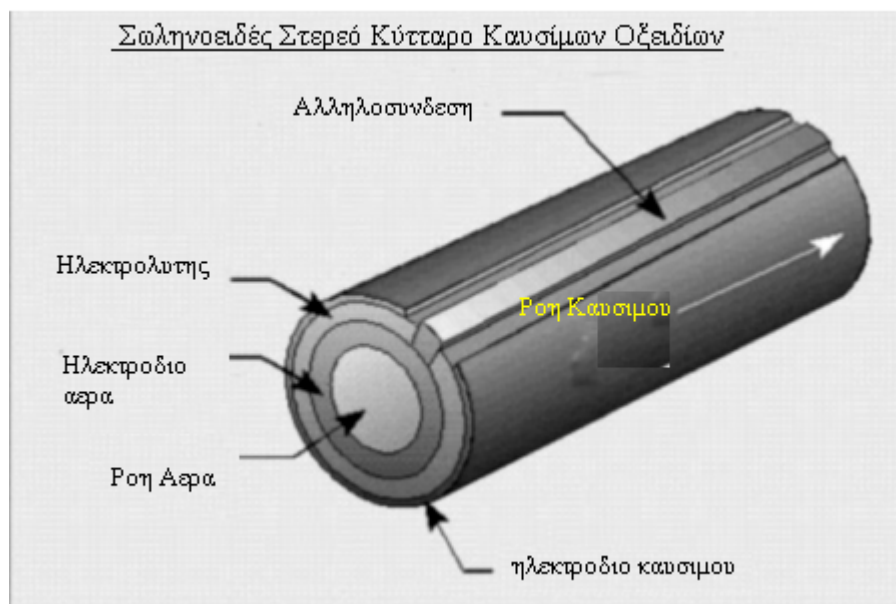 Σωληνοειδές Στερεό Κύτταρο Καυσίμων Οξειδίων
Αλληλοσυνδεση
Ηλεκτρολυτης
Ροη Καυσιμου
Ηλεκτροδιο
αερα
Ροη Αερα
ηλεκτροδιο καυσιμου